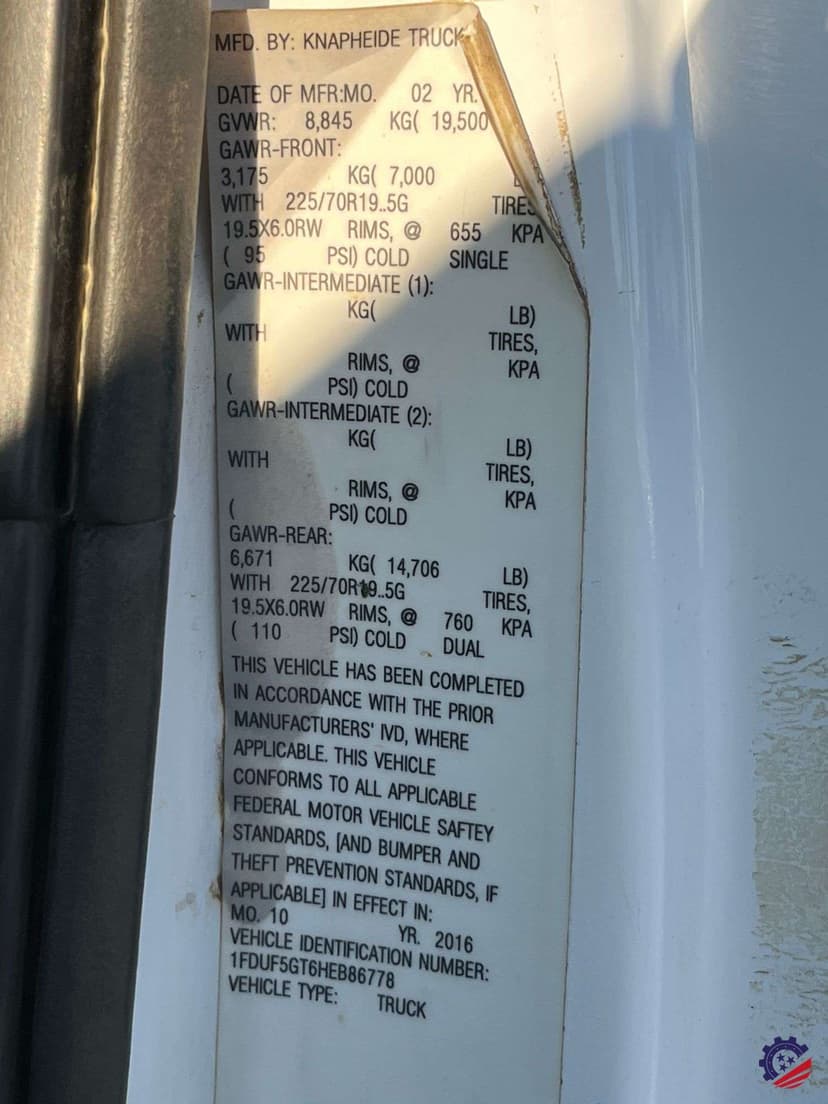 MFD. BY: KNAPHEIDE TRUCK
DATE OF MFR:MO. 02 YR.
GVWR: 8,845 KG( 19,500
GAWR-FRONT:
3,175 KG( 7,000
WITH 225/70R19..5G TIRES
19.5X6.0RW RIMS, @ 655 KPA
( 95 PSI) COLD SINGLE
GAWR-INTERMEDIATE (1):
KG( LB)
WITH TIRES,
RIMS, @ KPA
( PSI) COLD
GAWR-INTERMEDIATE (2):
KG( LB)
WITH TIRES,
RIMS, @ KPA
( PSI) COLD
GAWR-REAR:
6,671 KG( 14,706 LB)
WITH 225/70R19..5G TIRES,
19.5X6.0RW RIMS, @ 760 KPA
( 110 PSI) COLD DUAL
THIS VEHICLE HAS BEEN COMPLETED
IN ACCORDANCE WITH THE PRIOR
MANUFACTURERS' IVD, WHERE
APPLICABLE. THIS VEHICLE
CONFORMS TO ALL APPLICABLE
FEDERAL MOTOR VEHICLE SAFTEY
STANDARDS, [AND BUMPER AND
THEFT PREVENTION STANDARDS, IF
APPLICABLE] IN EFFECT IN:
MO. 10 YR. 2016
VEHICLE IDENTIFICATION NUMBER:
1FDUF5GT6HEB86778
VEHICLE TYPE: TRUCK